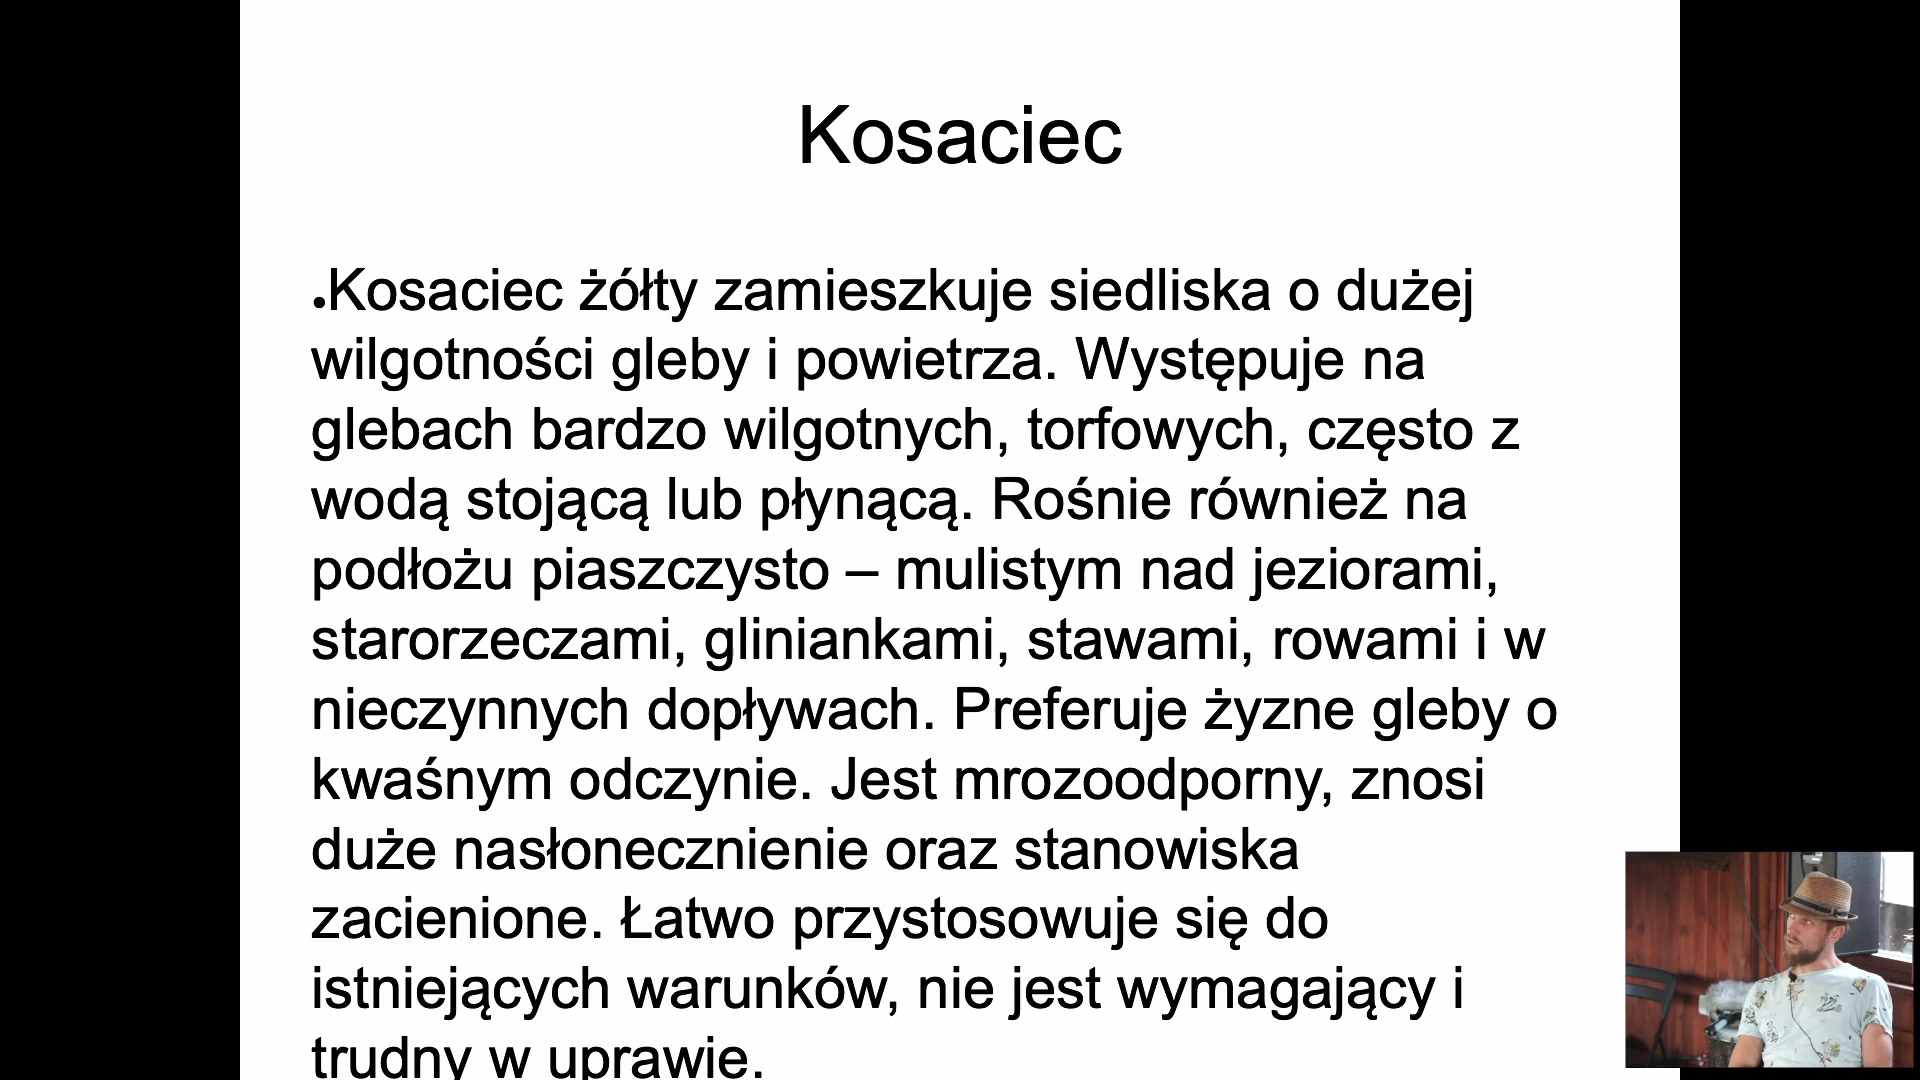 Kosaciec
•Kosaciec żółty zamieszkuje siedliska o dużej
wilgotności gleby i powietrza. Występuje na
glebach bardzo wilgotnych, torfowych, często z
wodą stojącą lub płynącą. Rośnie również na
podłożu piaszczysto – mulistym nad jeziorami,
starorzeczami, gliniankami, stawami, rowami i w
nieczynnych dopływach. Preferuje żyzne gleby o
kwaśnym odczynie. Jest mrozoodporny, znosi
duże nasłonecznienie oraz stanowiska
zacienione. Łatwo przystosowuje się do
istniejących warunków, nie jest wymagający i
trudny w uprawie.